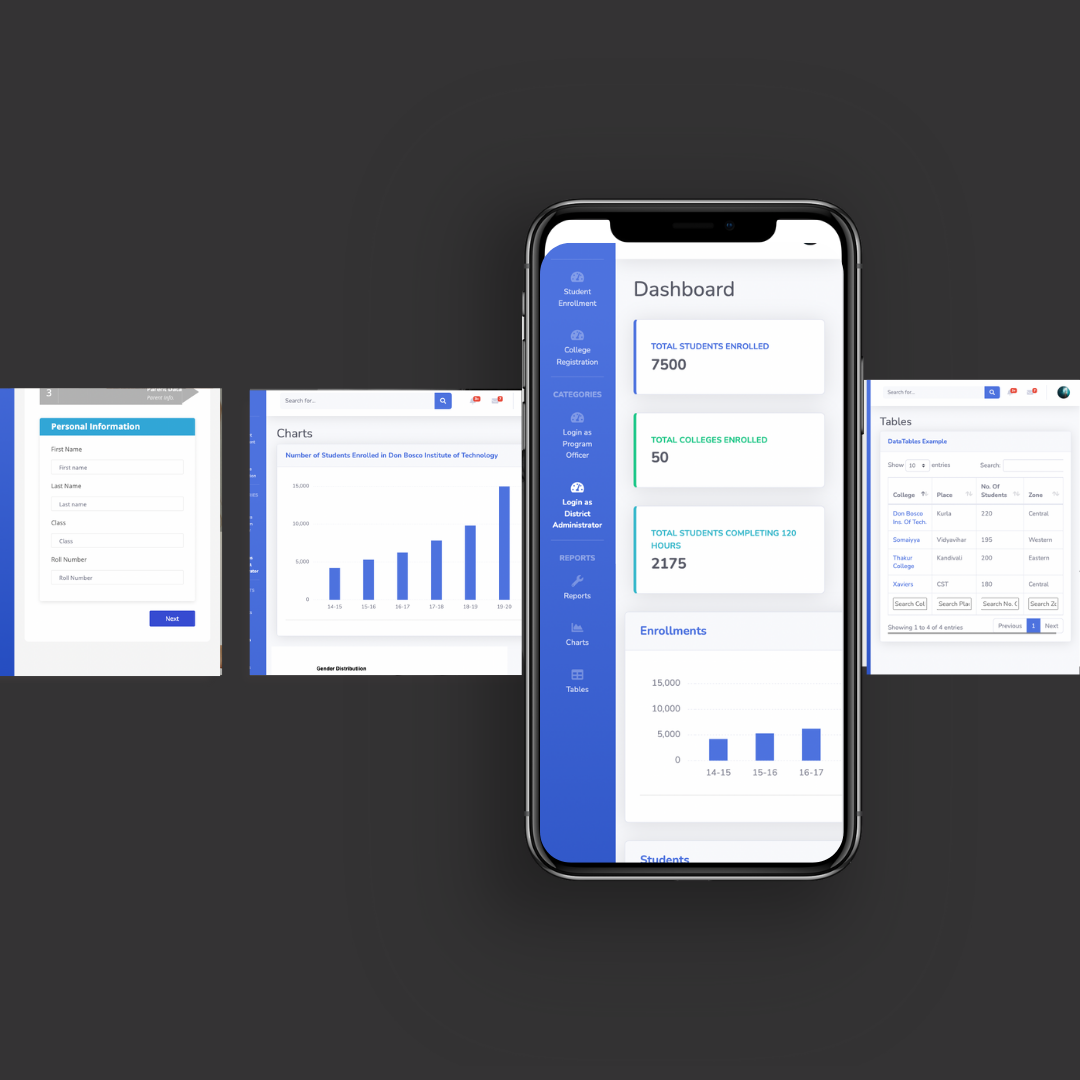 3
Parent Data
Parent Info
Personal Information
First Name
First name
Last Name
Last name
Class
Class
Roll Number
Roll Number
Next
Search for...
Charts
Number of Students Enrolled in Don Bosco Institute of Technology
15,000
10,000
5,000
0
14-15 15-16 16-17 17-18 18-19 19-20
Gender Distribution
Student
Enrollment
College
Registration
CATEGORIES
Login as
Program
Officer
Login as
District
Administrator
REPORTS
Reports
Charts
Tables
Dashboard
TOTAL STUDENTS ENROLLED
7500
TOTAL COLLEGES ENROLLED
50
TOTAL STUDENTS COMPLETING 120
HOURS
2175
Enrollments
15,000
10,000
5,000
0
14-15 15-16 16-17
Students
Search for...
Tables
DataTables Example
Show 10 entries Search:
College Place No. Of Students Zone
Don Bosco Ins. Of Tech. Kurla 220 Central
Somaiyya Vidyavihar 195 Western
Thakur College Kandivali 200 Eastern
Xaviers CST 180 Central
Search Col Search Pla Search No. Search Zo
Showing 1 to 4 of 4 entries Previous 1 Next